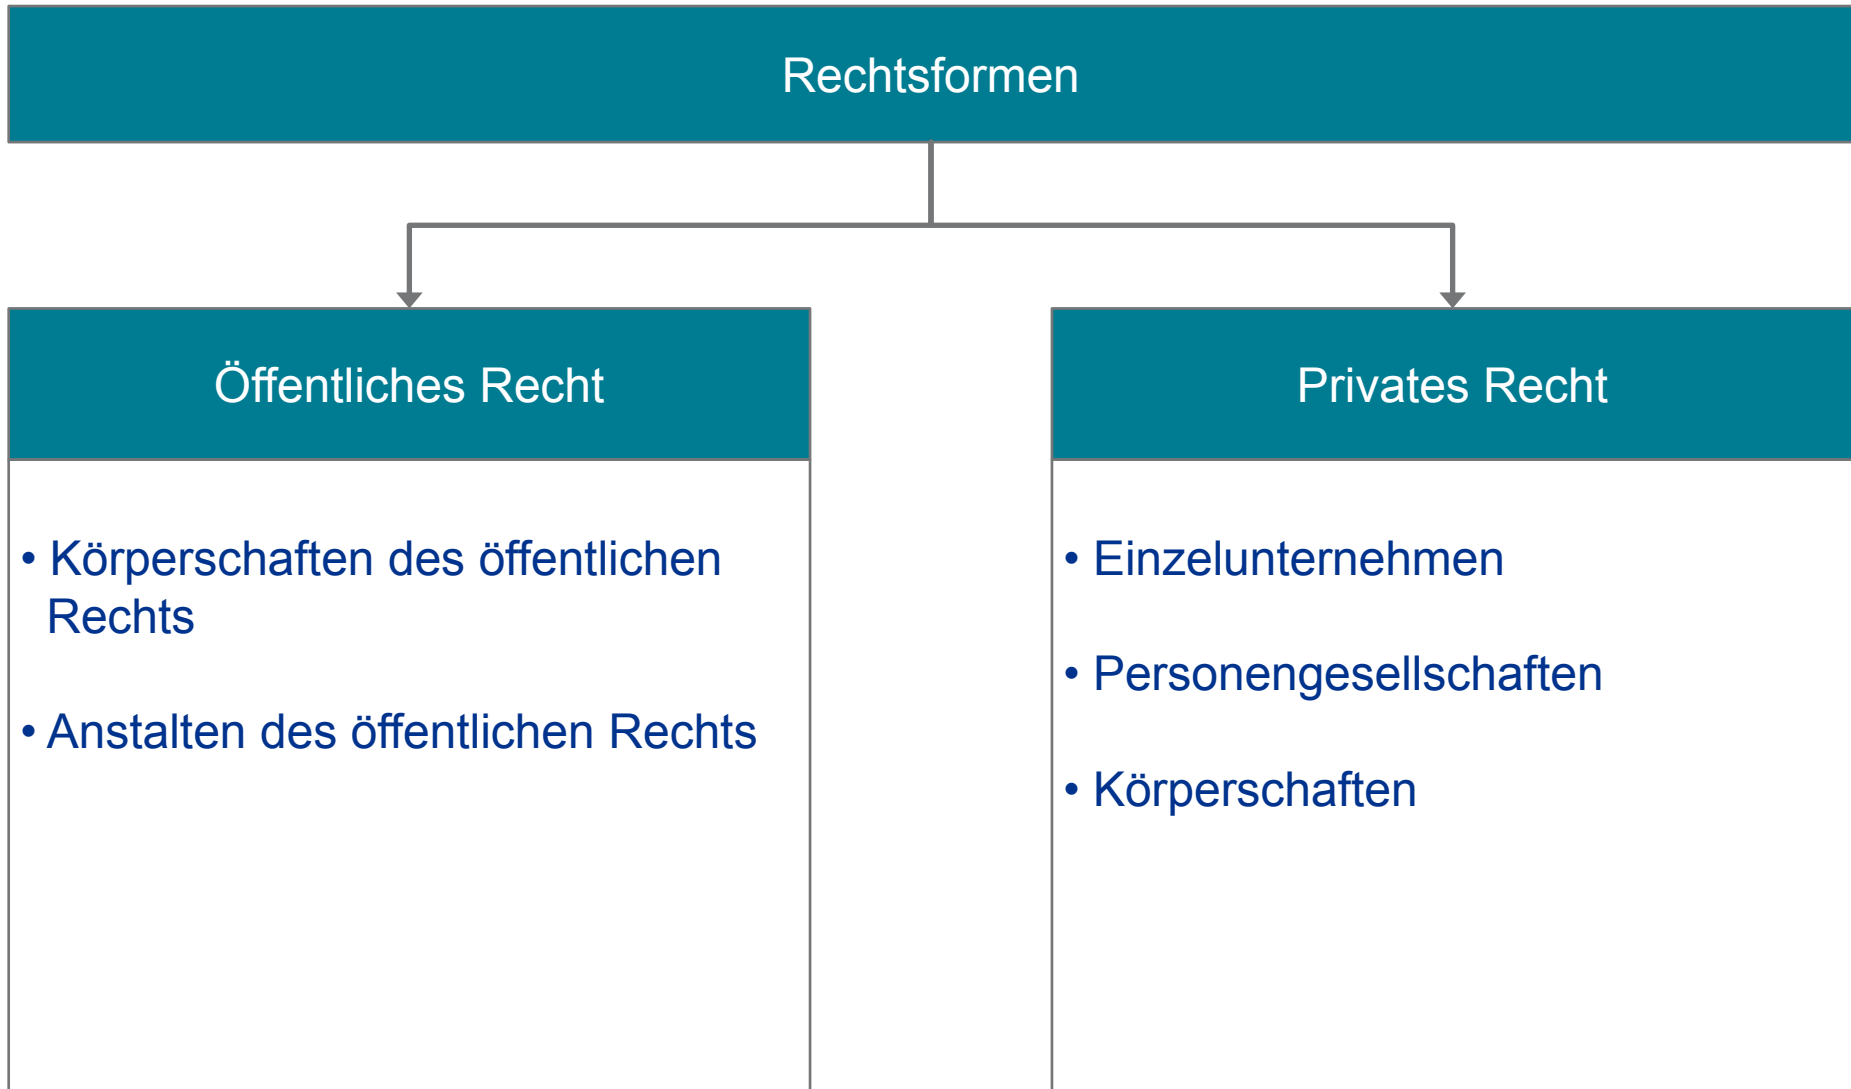 Rechtsformen
Öffentliches Recht
• Körperschaften des öffentlichen
Rechts
• Anstalten des öffentlichen Rechts
Privates Recht
• Einzelunternehmen
• Personengesellschaften
• Körperschaften